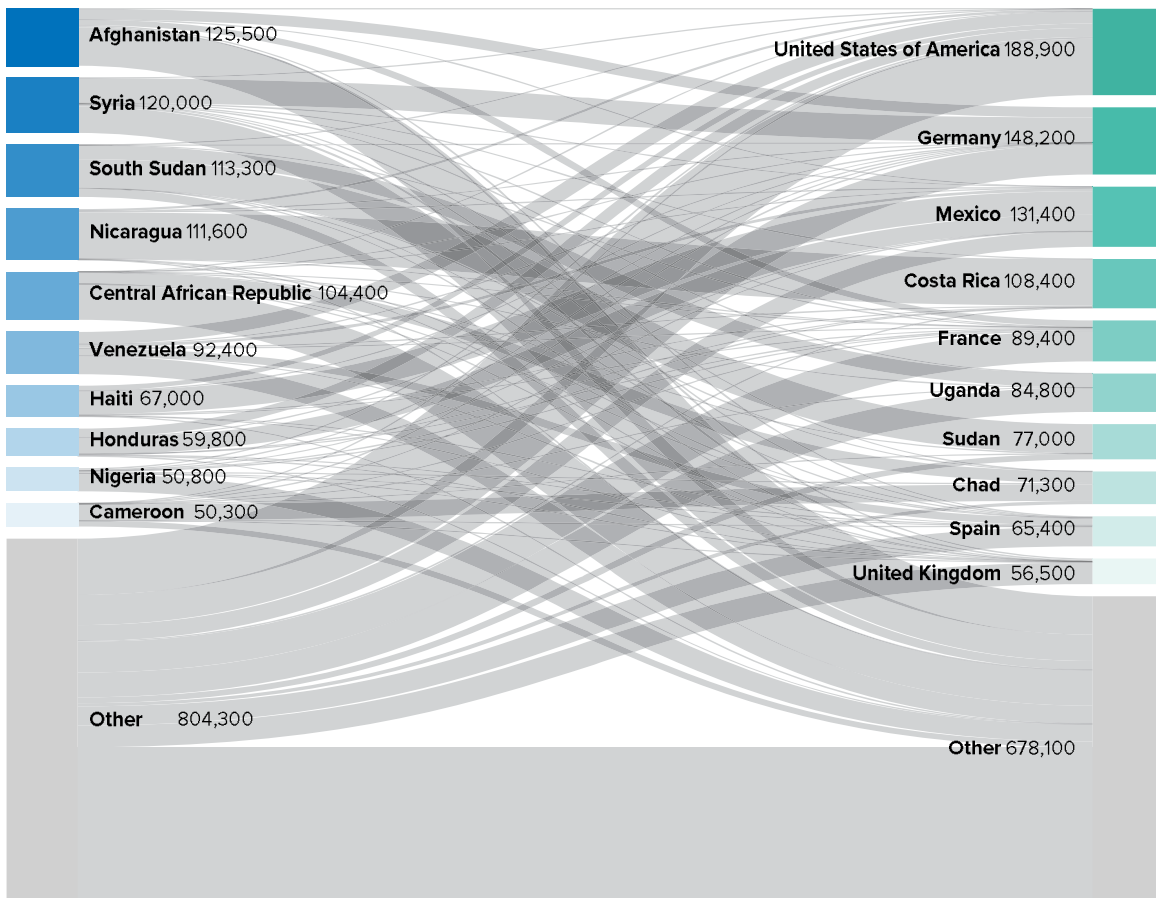 Afghanistan 125,500
Syria 120,000
South Sudan 113,300
Nicaragua 111,600
Central African Republic 104,400
Venezuela 92,400
Haiti 67,000
Honduras 59,800
Nigeria 50,800
Cameroon 50,300
Other 804,300
United States of America 188,900
Germany 148,200
Mexico 131,400
Costa Rica 108,400
France 89,400
Uganda 84,800
Sudan 77,000
Chad 71,300
Spain 65,400
United Kingdom 56,500
Other 678,100